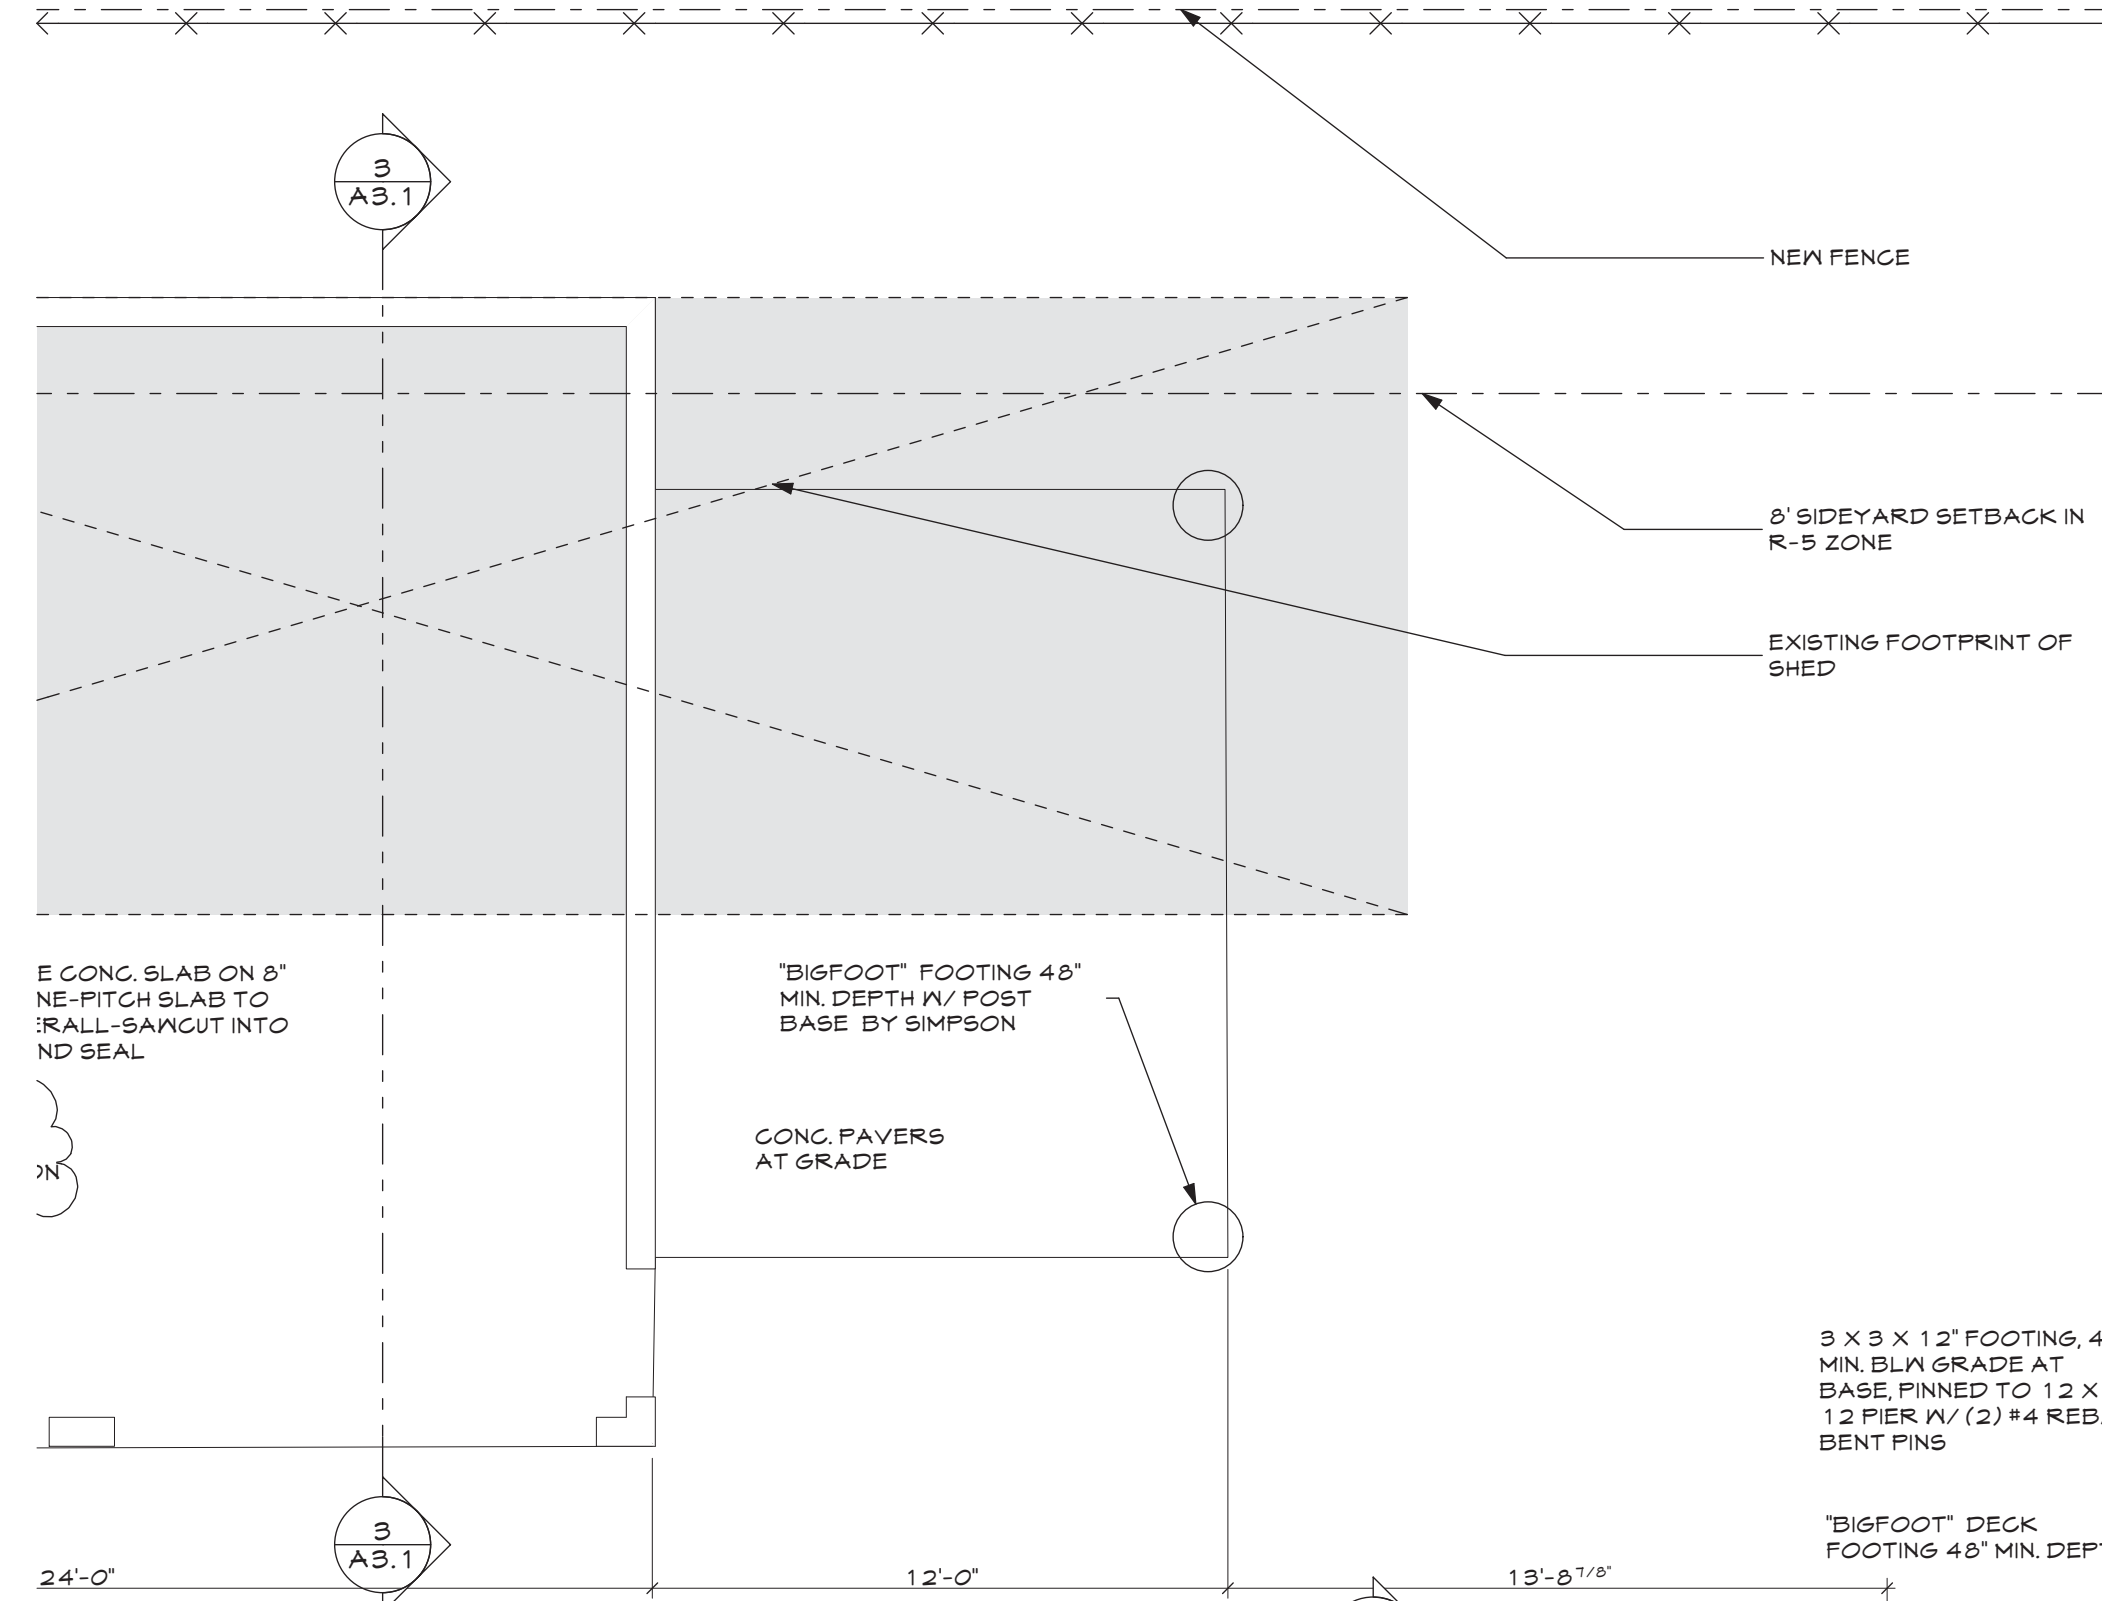 3
A3.1
NEW FENCE
8' SIDEYARD SETBACK IN
R-5 ZONE
EXISTING FOOTPRINT OF
SHED
E CONC. SLAB ON 8"
NE-PITCH SLAB TO
ERALL-SAWCUT INTO
ND SEAL
ON
"BIGFOOT" FOOTING 48"
MIN. DEPTH W/ POST
BASE BY SIMPSON
CONC. PAVERS
AT GRADE
3 X 3 X 12" FOOTING, 4
MIN. BLW GRADE AT
BASE, PINNED TO 12 X
12 PIER W/ (2) #4 REB
BENT PINS
"BIGFOOT" DECK
FOOTING 48" MIN. DEPT
3
A3.1
24'-0"
12'-0"
13'-8 7/8"